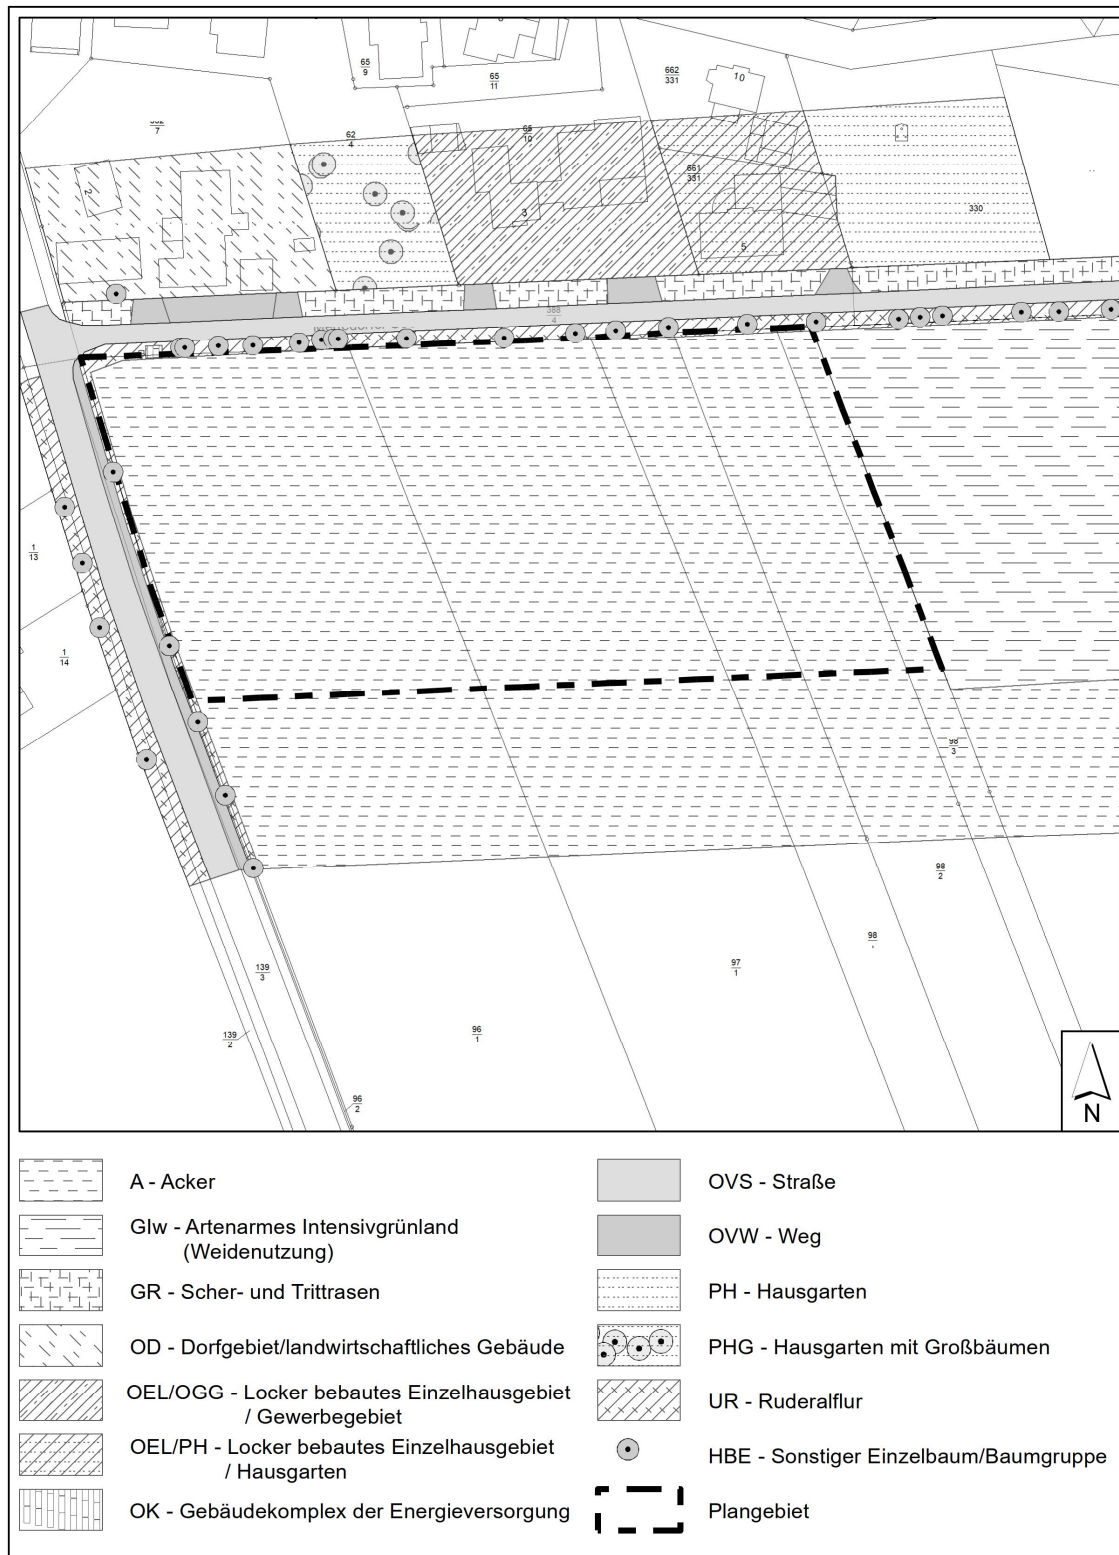 65
9
65
11
662
331
10
7
62
4
65
10
661
331
2
3
5
330
388
4
1
13
1
14
98
3
98
2
98
97
1
139
3
96
1
139
2
96
2
N
A - Acker
GIw - Artenarmes Intensivgrünland
(Weidenutzung)
GR - Scher- und Trittrasen
OD - Dorfgebiet/landwirtschaftliches Gebäude
OEL/OGG - Locker bebautes Einzelhausgebiet
/ Gewerbegebiet
OEL/PH - Locker bebautes Einzelhausgebiet
/ Hausgarten
OK - Gebäudekomplex der Energieversorgung
OVS - Straße
OVW - Weg
PH - Hausgarten
PHG - Hausgarten mit Großbäumen
UR - Ruderalflur
HBE - Sonstiger Einzelbaum/Baumgruppe
Plangebiet